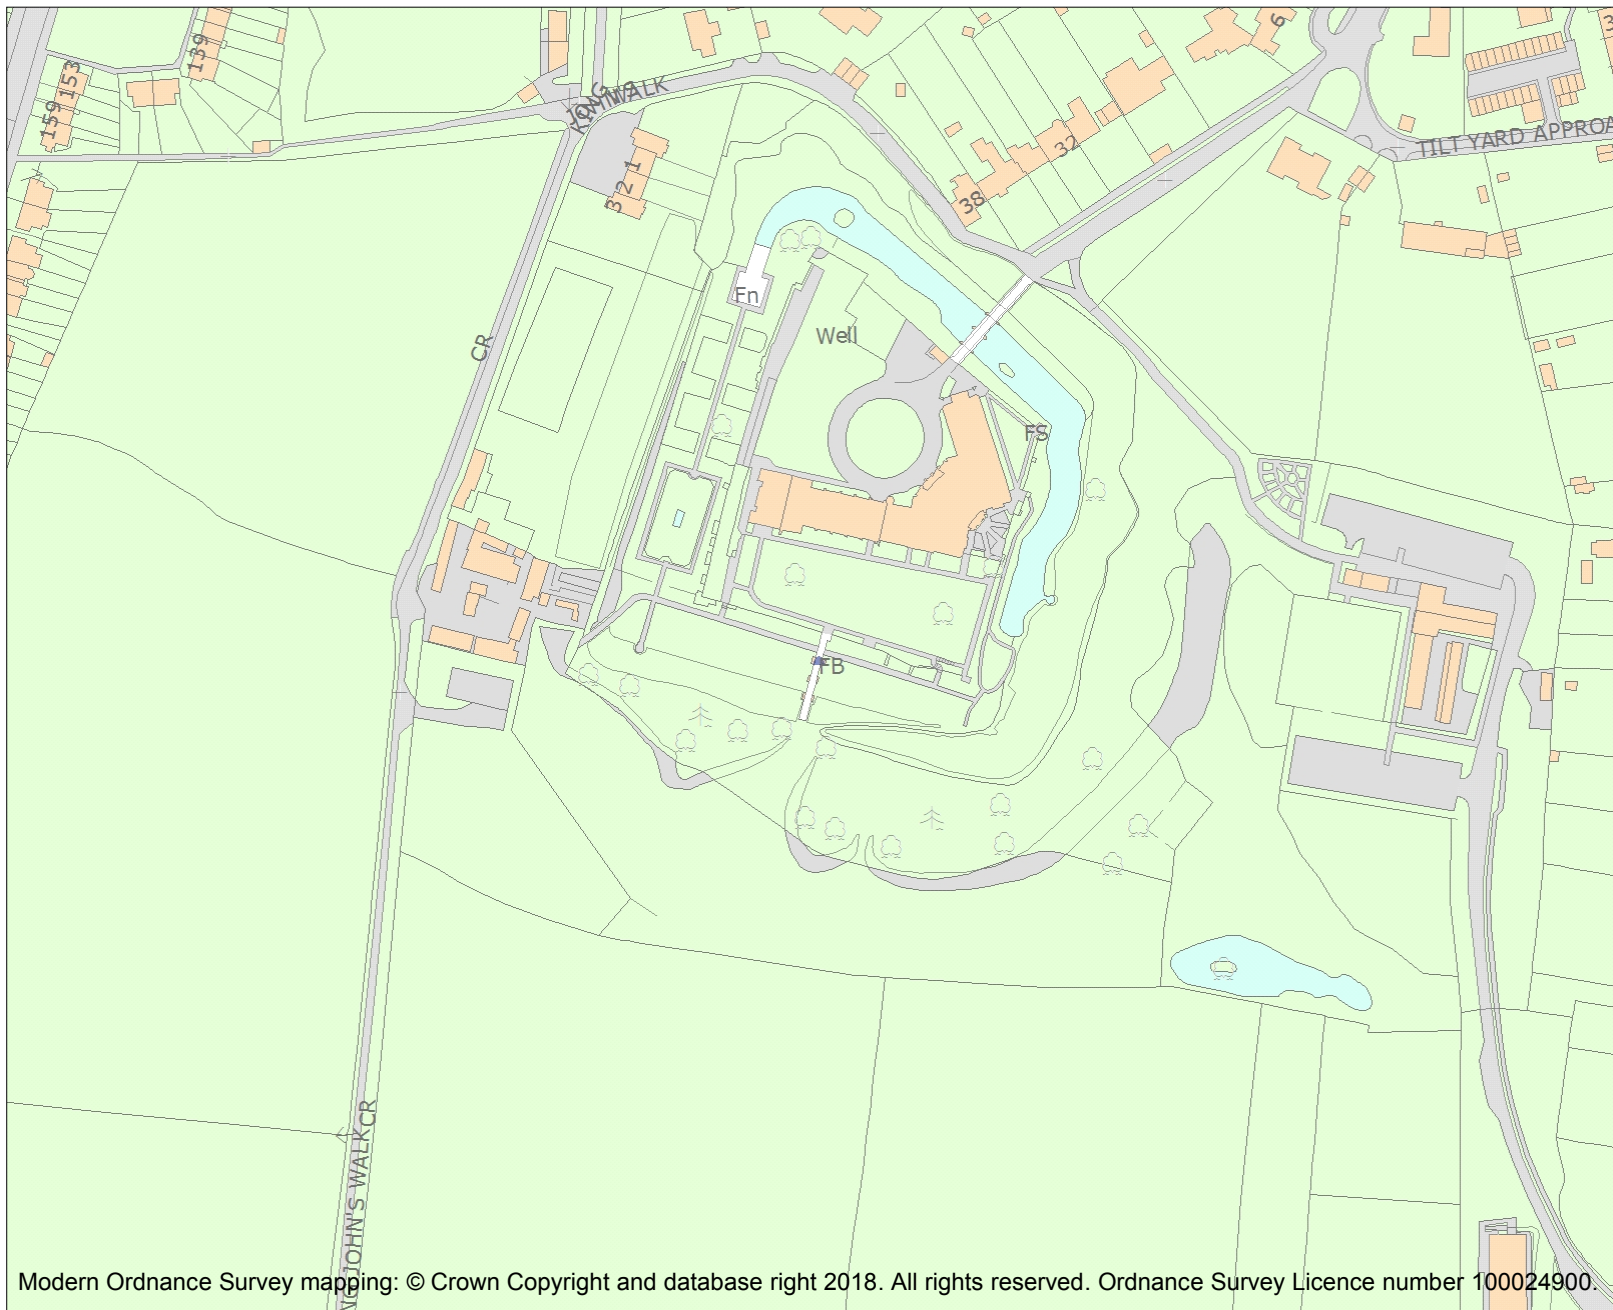 6
139
153
159
KING
WALK
TILT YARD APPROA
32
1
2
3
38
Fn
Well
CR
FS
FB
CR
NG JOHN'S WALK
Modern Ordnance Survey mapping: © Crown Copyright and database right 2018. All rights reserved. Ordnance Survey Licence number 100024900.